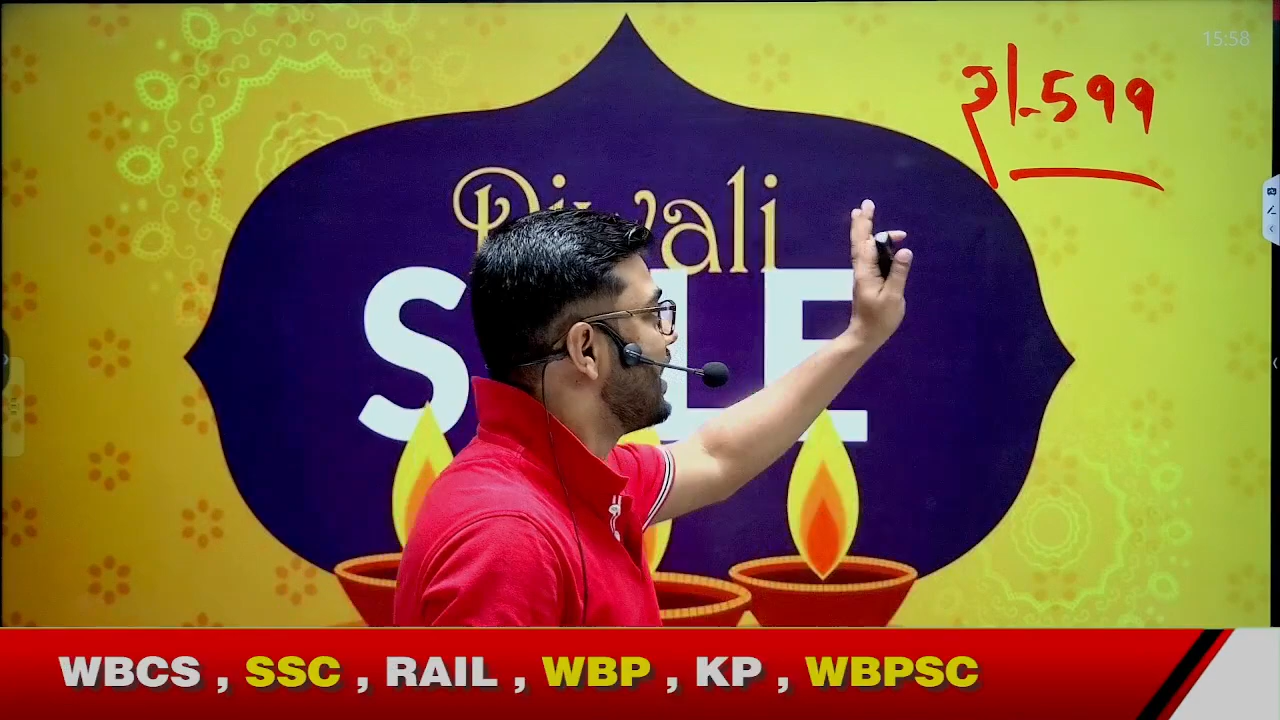 15:58
599
Diwali
SALE
WBCS , SSC , RAIL , WBP , KP , WBPSC